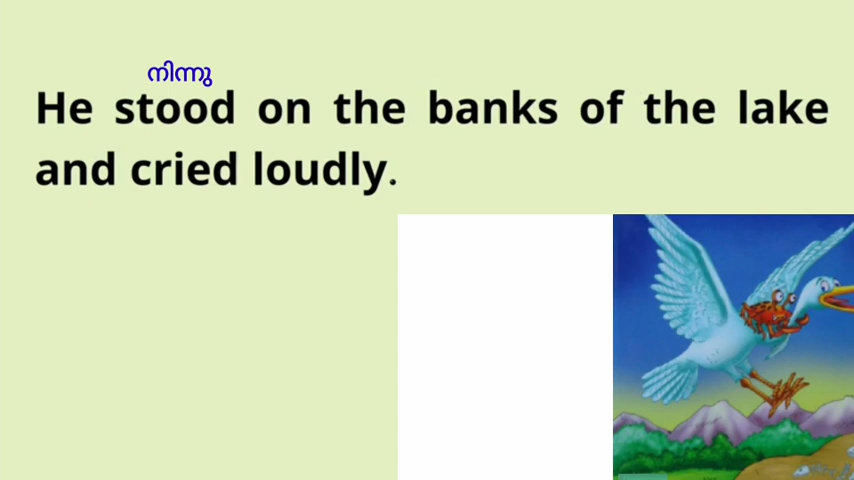 നിന്നു
He stood on the banks of the lake
and cried loudly.